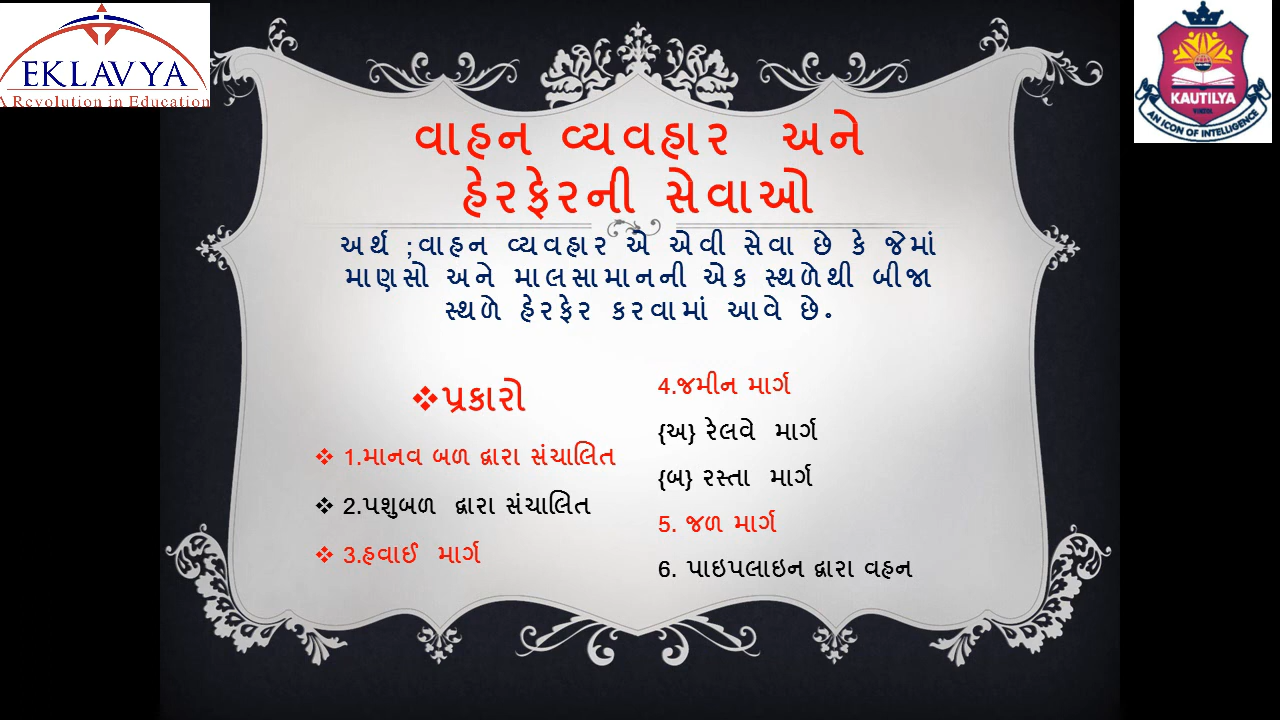 EKLAVYA
A Revolution in Education
KAUTILYA
AN ICON OF INTELLIGENCE
વાહન વ્યવહાર અને
હેરફેરની સેવાઓ
અર્થ ;વાહન વ્યવહાર એ એવી સેવા છે કે જેમાં
માણસો અને માલસામાનની એક સ્થળેથી બીજા
સ્થળે હેરફેર કરવામાં આવે છે.
❖પ્રકારો
❖ 1.માનવ બળ દ્વારા સંચાલિત
❖ 2.પશુબળ દ્વારા સંચાલિત
❖ 3.હવાઈ માર્ગ
4.જમીન માર્ગ
{અ} રેલવે માર્ગ
{બ} રસ્તા માર્ગ
5. જળ માર્ગ
6. પાઇપલાઇન દ્વારા વહન